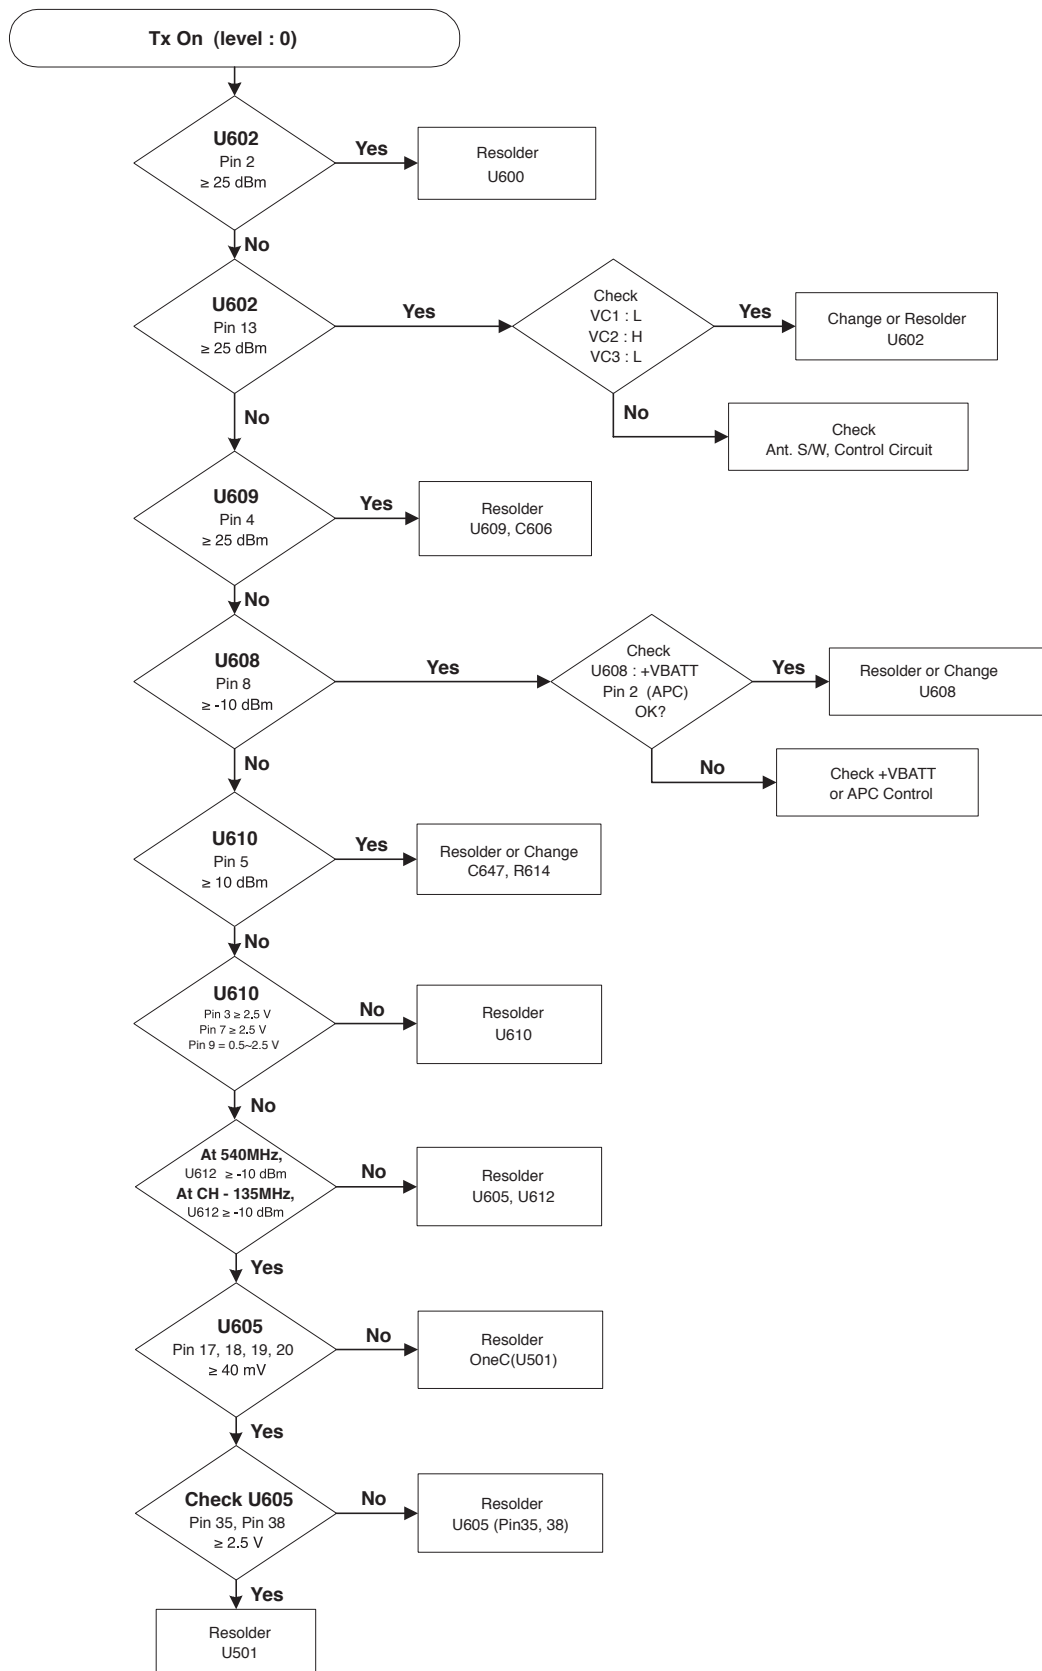 Tx On (level : 0)
U602
Pin 2
≥ 25 dBm
Yes
Resolder
U600
No
U602
Pin 13
≥ 25 dBm
Yes
Check
VC1 : L
VC2 : H
VC3 : L
Yes
Change or Resolder
U602
No
Check
Ant. S/W, Control Circuit
No
U609
Pin 4
≥ 25 dBm
Yes
Resolder
U609, C606
No
U608
Pin 8
≥ -10 dBm
Yes
Check
U608 : +VBATT
Pin 2 (APC)
OK?
Yes
Resolder or Change
U608
No
Check +VBATT
or APC Control
No
U610
Pin 5
≥ 10 dBm
Yes
Resolder or Change
C647, R614
No
U610
Pin 3 ≥ 2.5 V
Pin 7 ≥ 2.5 V
Pin 9 = 0.5~2.5 V
No
Resolder
U610
No
At 540MHz,
U612 ≥ -10 dBm
At CH - 135MHz,
U612 ≥ -10 dBm
No
Resolder
U605, U612
Yes
U605
Pin 17, 18, 19, 20
≥ 40 mV
No
Resolder
OneC(U501)
Yes
Check U605
Pin 35, Pin 38
≥ 2.5 V
No
Resolder
U605 (Pin35, 38)
Yes
Resolder
U501